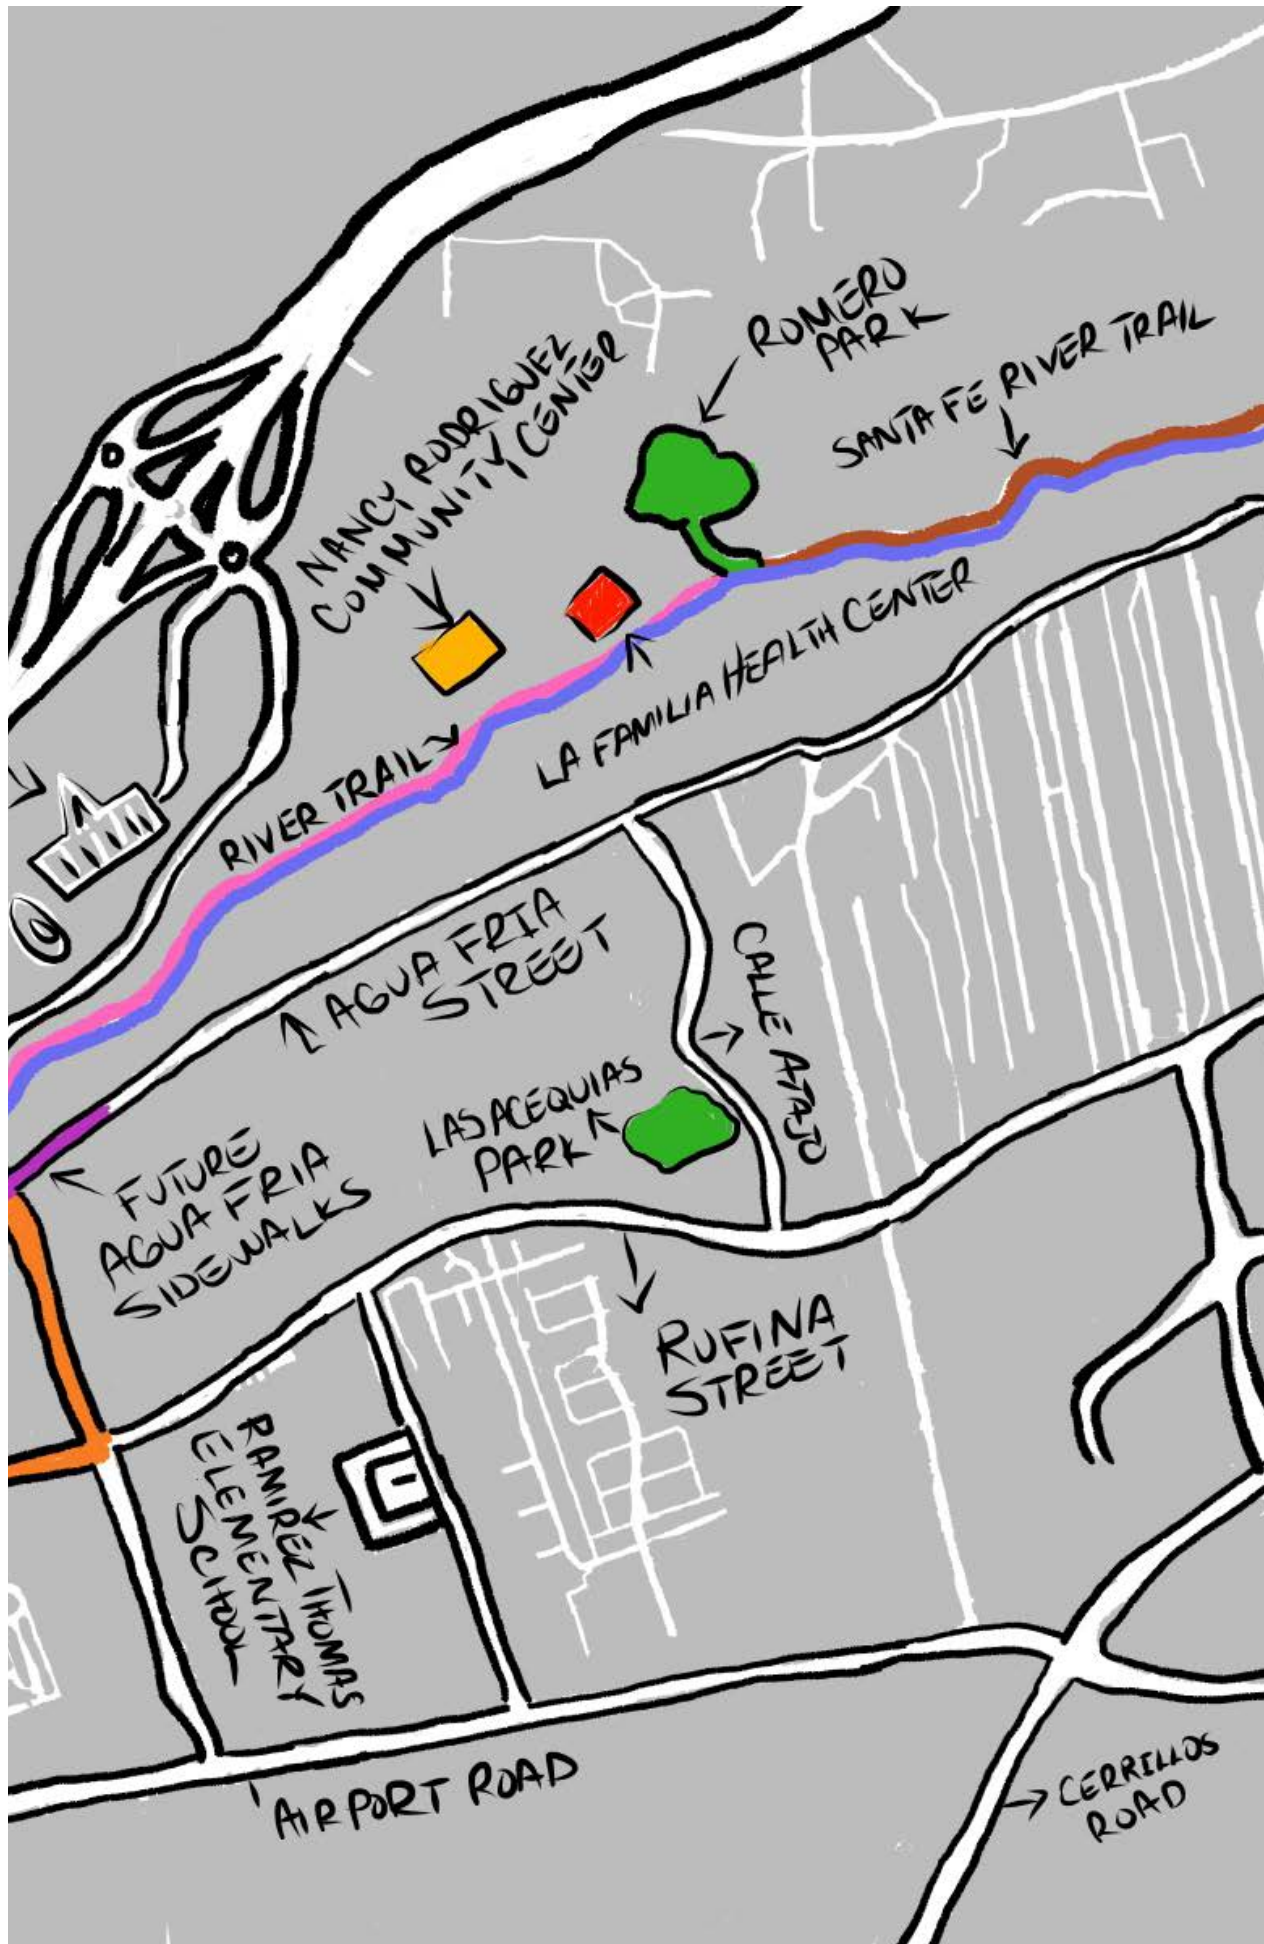 ROMERO
PARK
SANTA FE RIVER TRAIL
NANCY RODRIGUEZ
COMMUNITY CENTER
LA FAMILIA HEALTH CENTER
RIVER TRAIL
AGUA FRIA
STREET
CALLE ATAJO
LAS ACEQUIAS
PARK
FUTURE
AGUA FRIA
SIDEWALKS
RUFINA
STREET
RAMIREZ THOMAS
ELEMENTARY
SCHOOL
AIRPORT ROAD
CERRILLOS
ROAD